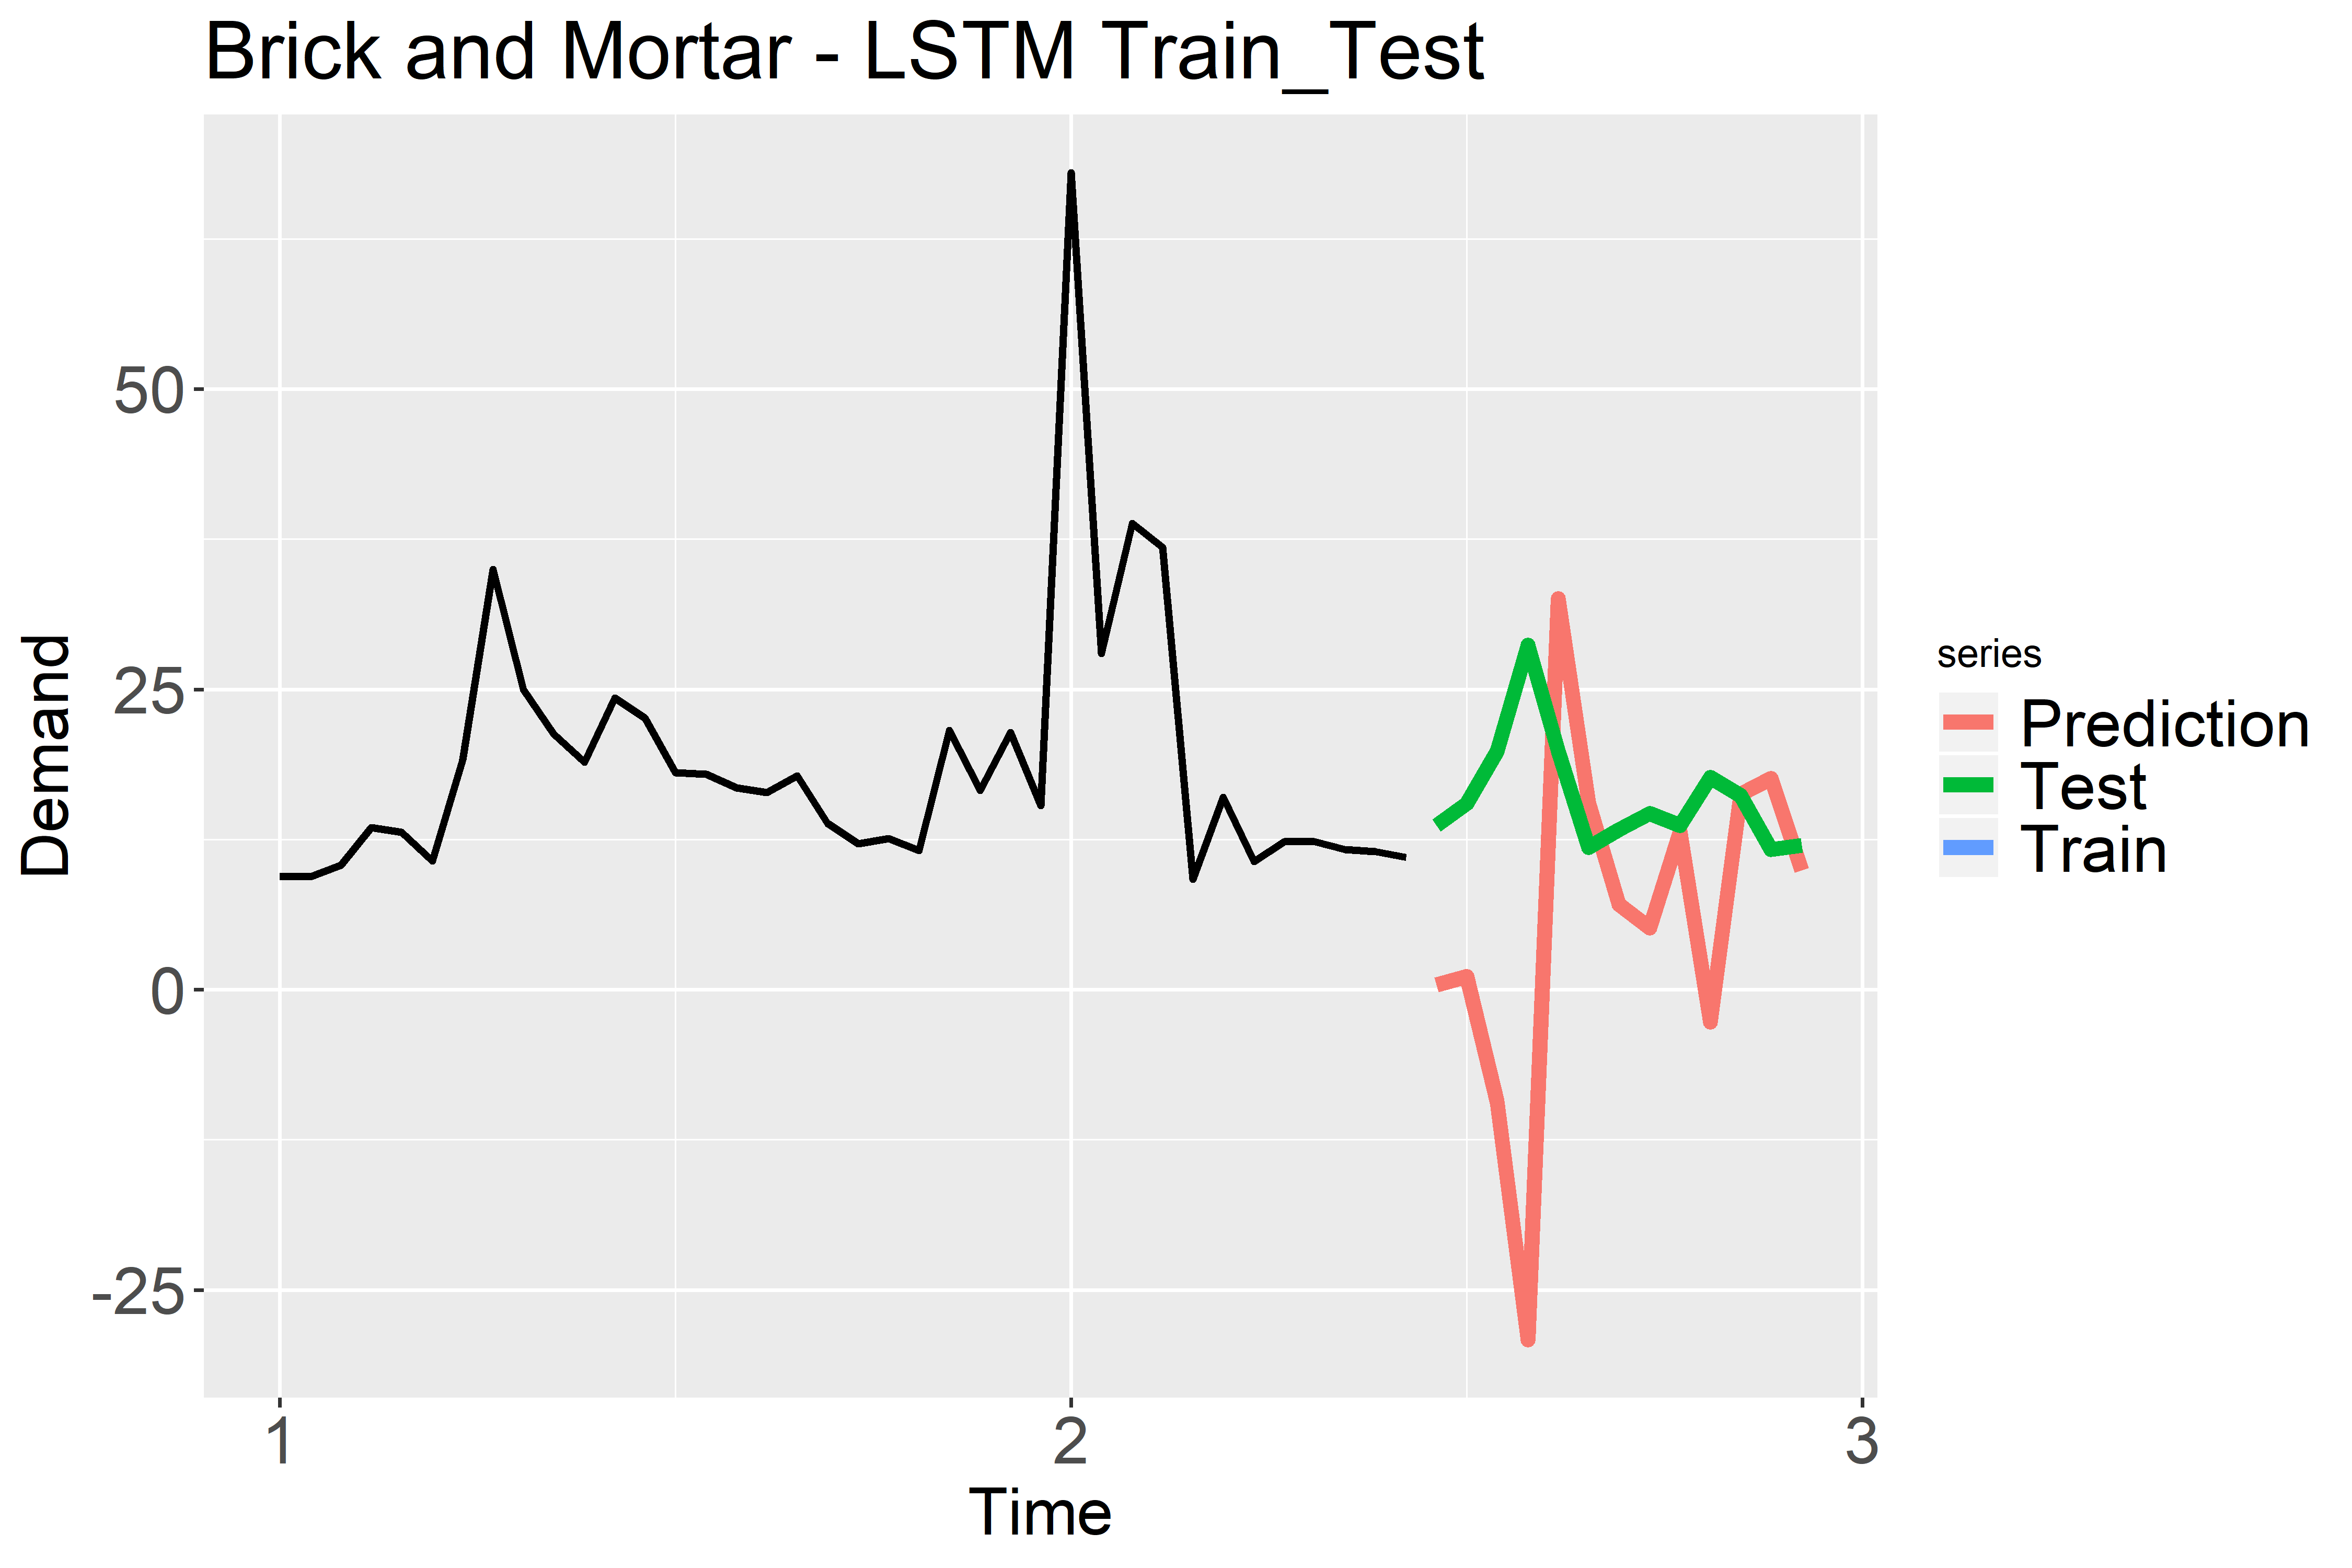 Brick and Mortar - LSTM Train_Test
Demand
50
25
0
-25
1
2
3
Time
series
Prediction
Test
Train